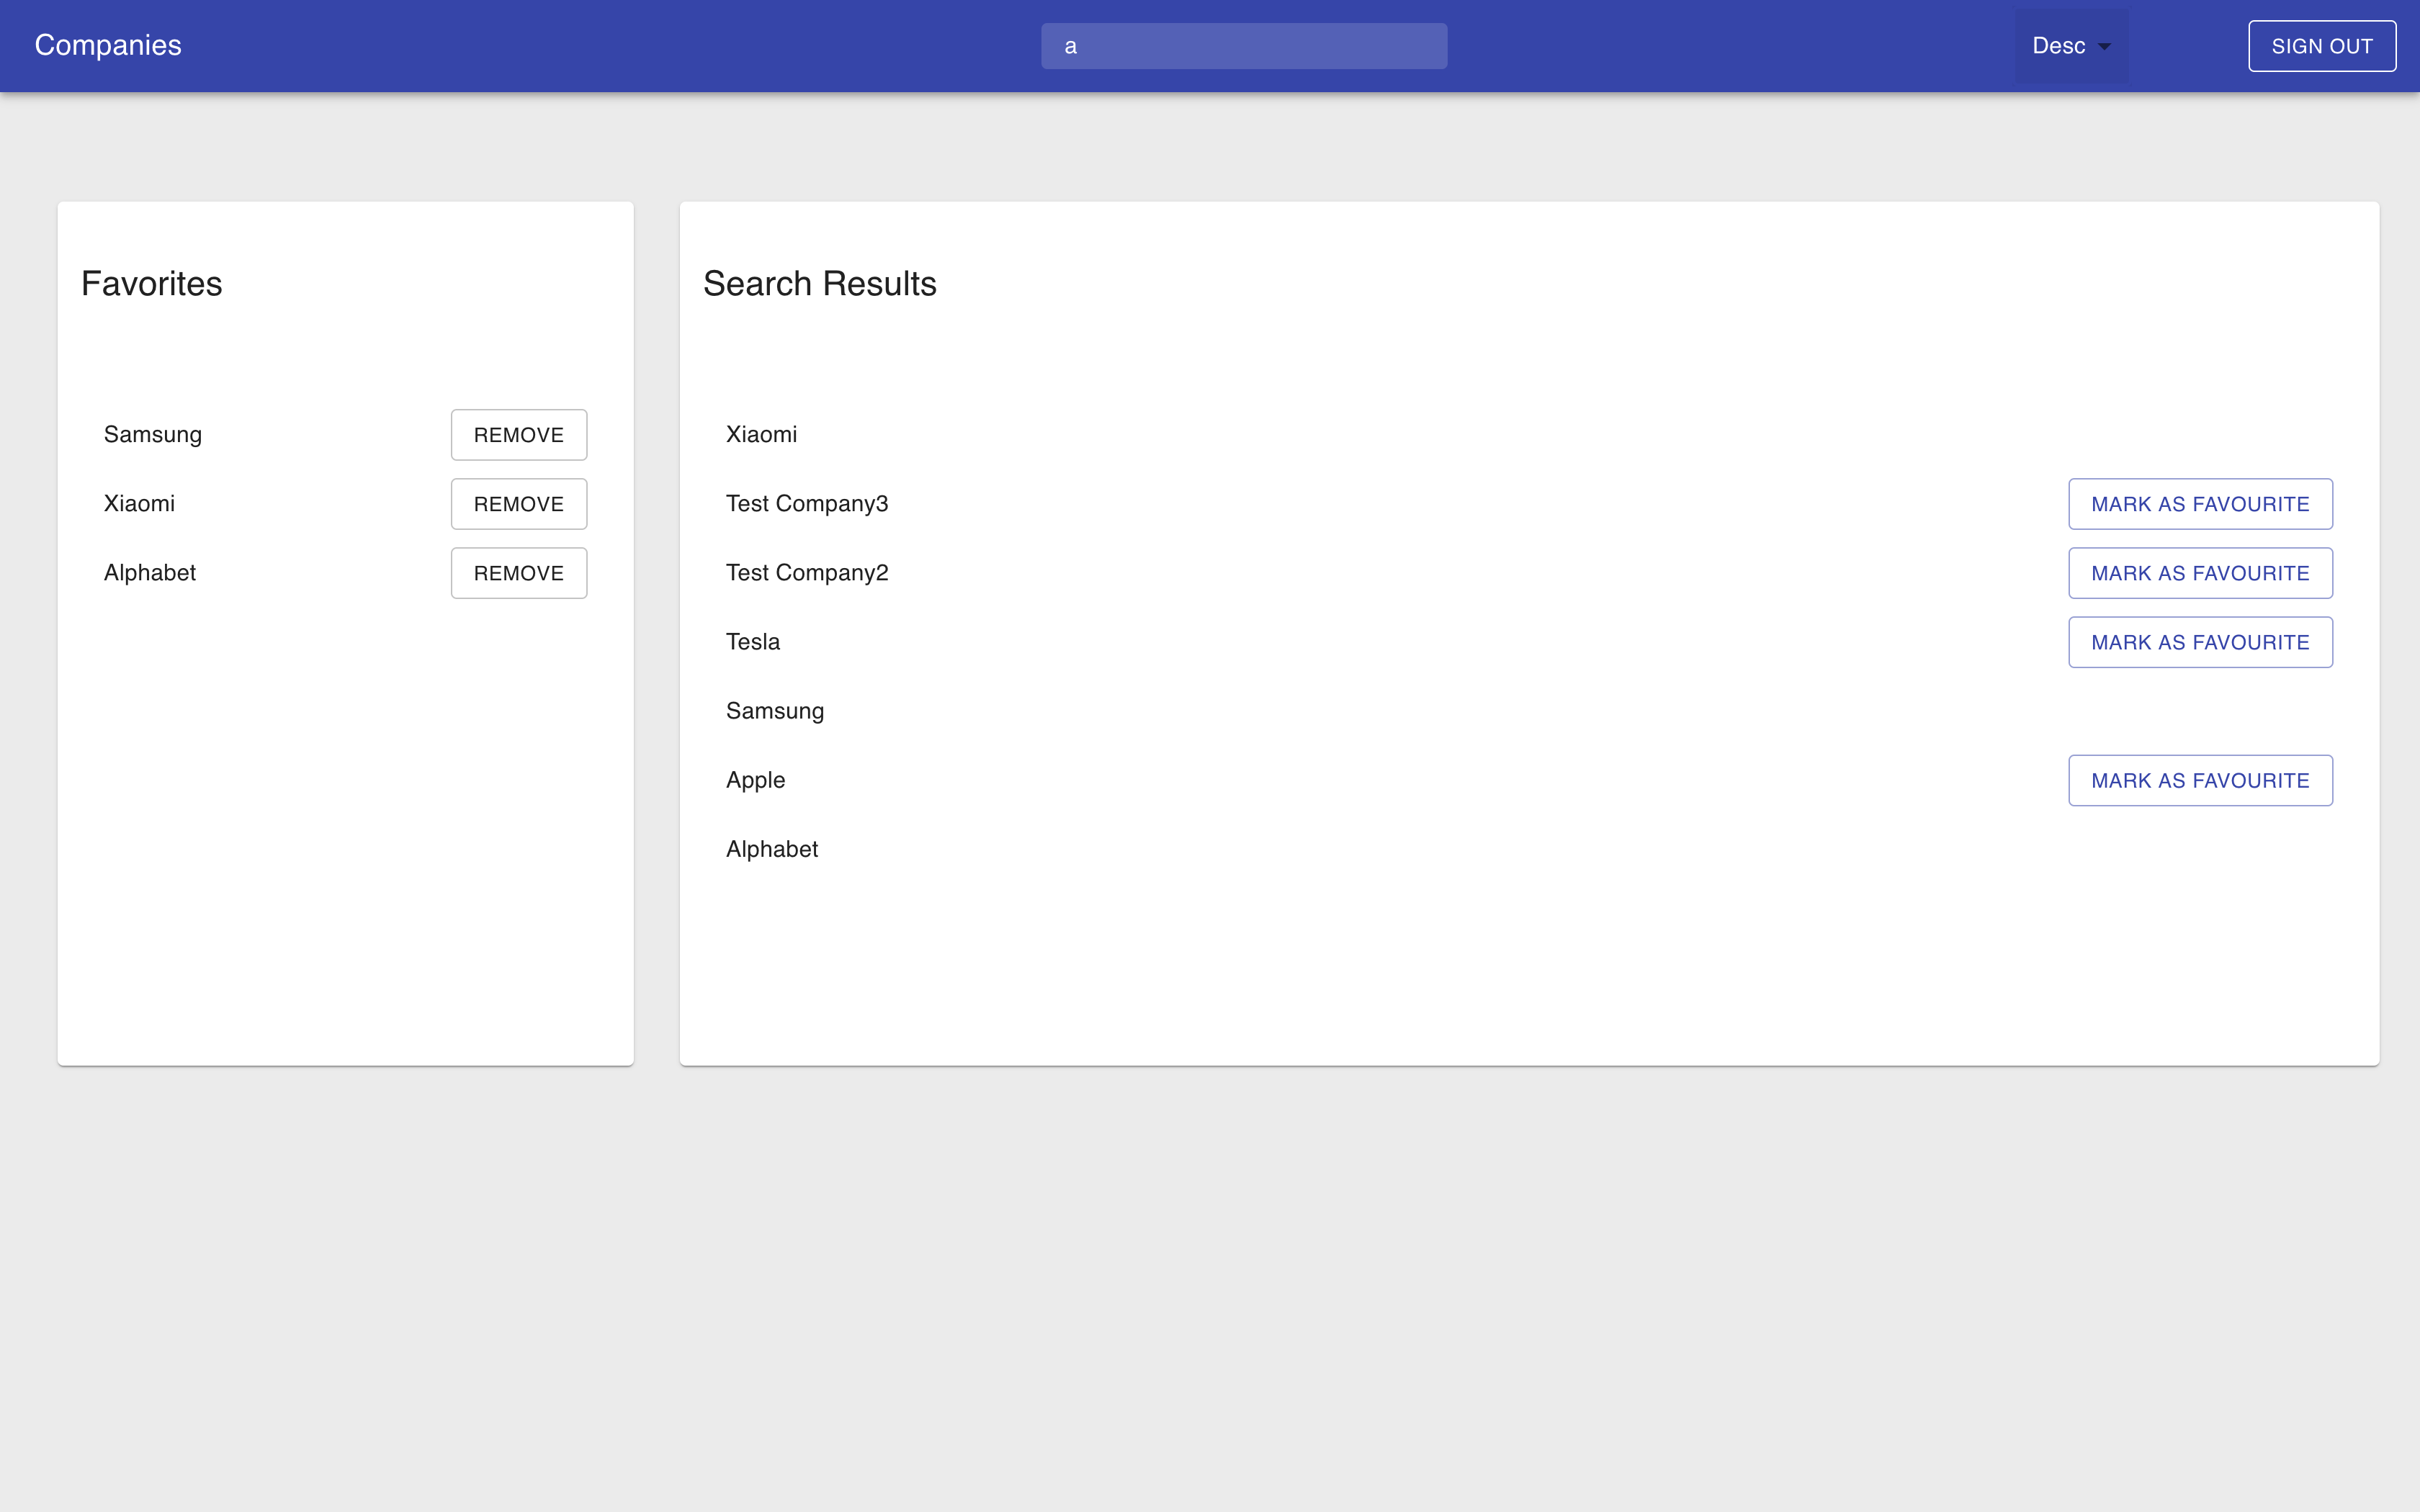 Companies
a
Desc
SIGN OUT
Favorites
Samsung
REMOVE
Xiaomi
REMOVE
Alphabet
REMOVE
Search Results
Xiaomi
Test Company3
MARK AS FAVOURITE
Test Company2
MARK AS FAVOURITE
Tesla
MARK AS FAVOURITE
Samsung
Apple
MARK AS FAVOURITE
Alphabet